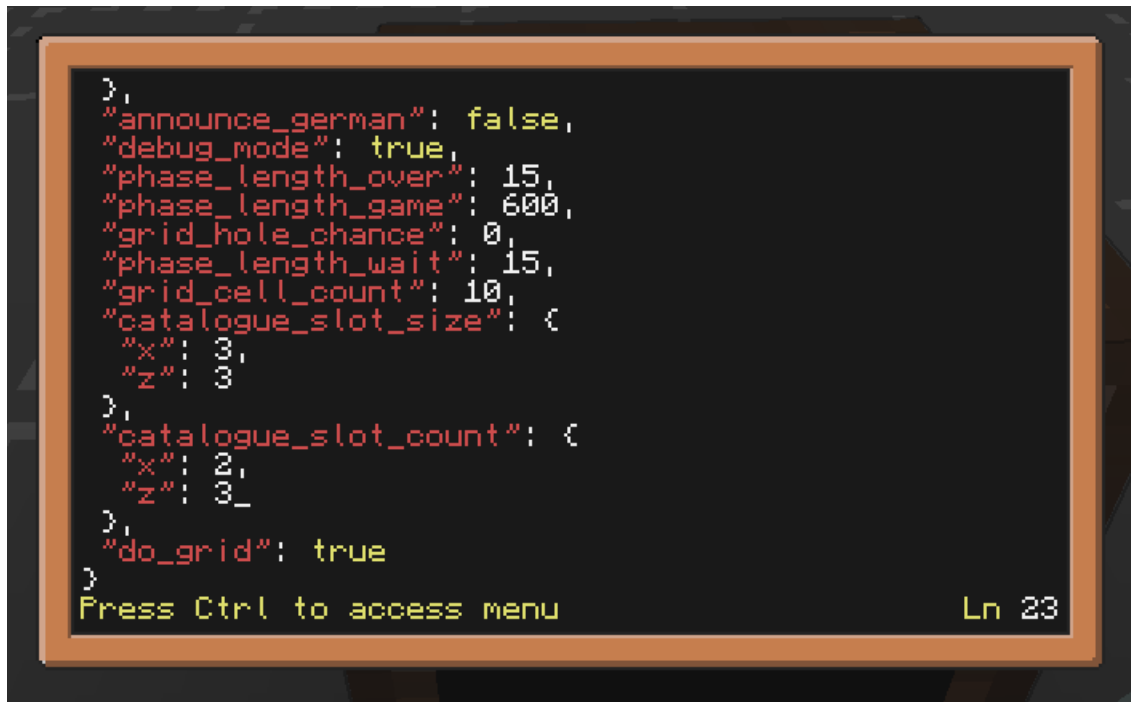 },
"announce_german": false,
"debug_mode": true,
"phase_length_over": 15,
"phase_length_game": 600,
"grid_hole_chance": 0,
"phase_length_wait": 15,
"grid_cell_count": 10,
"catalogue_slot_size": {
"x": 3,
"z": 3
},
"catalogue_slot_count": {
"x": 2,
"z": 3_
},
"do_grid": true
}
Press Ctrl to access menu Ln 23